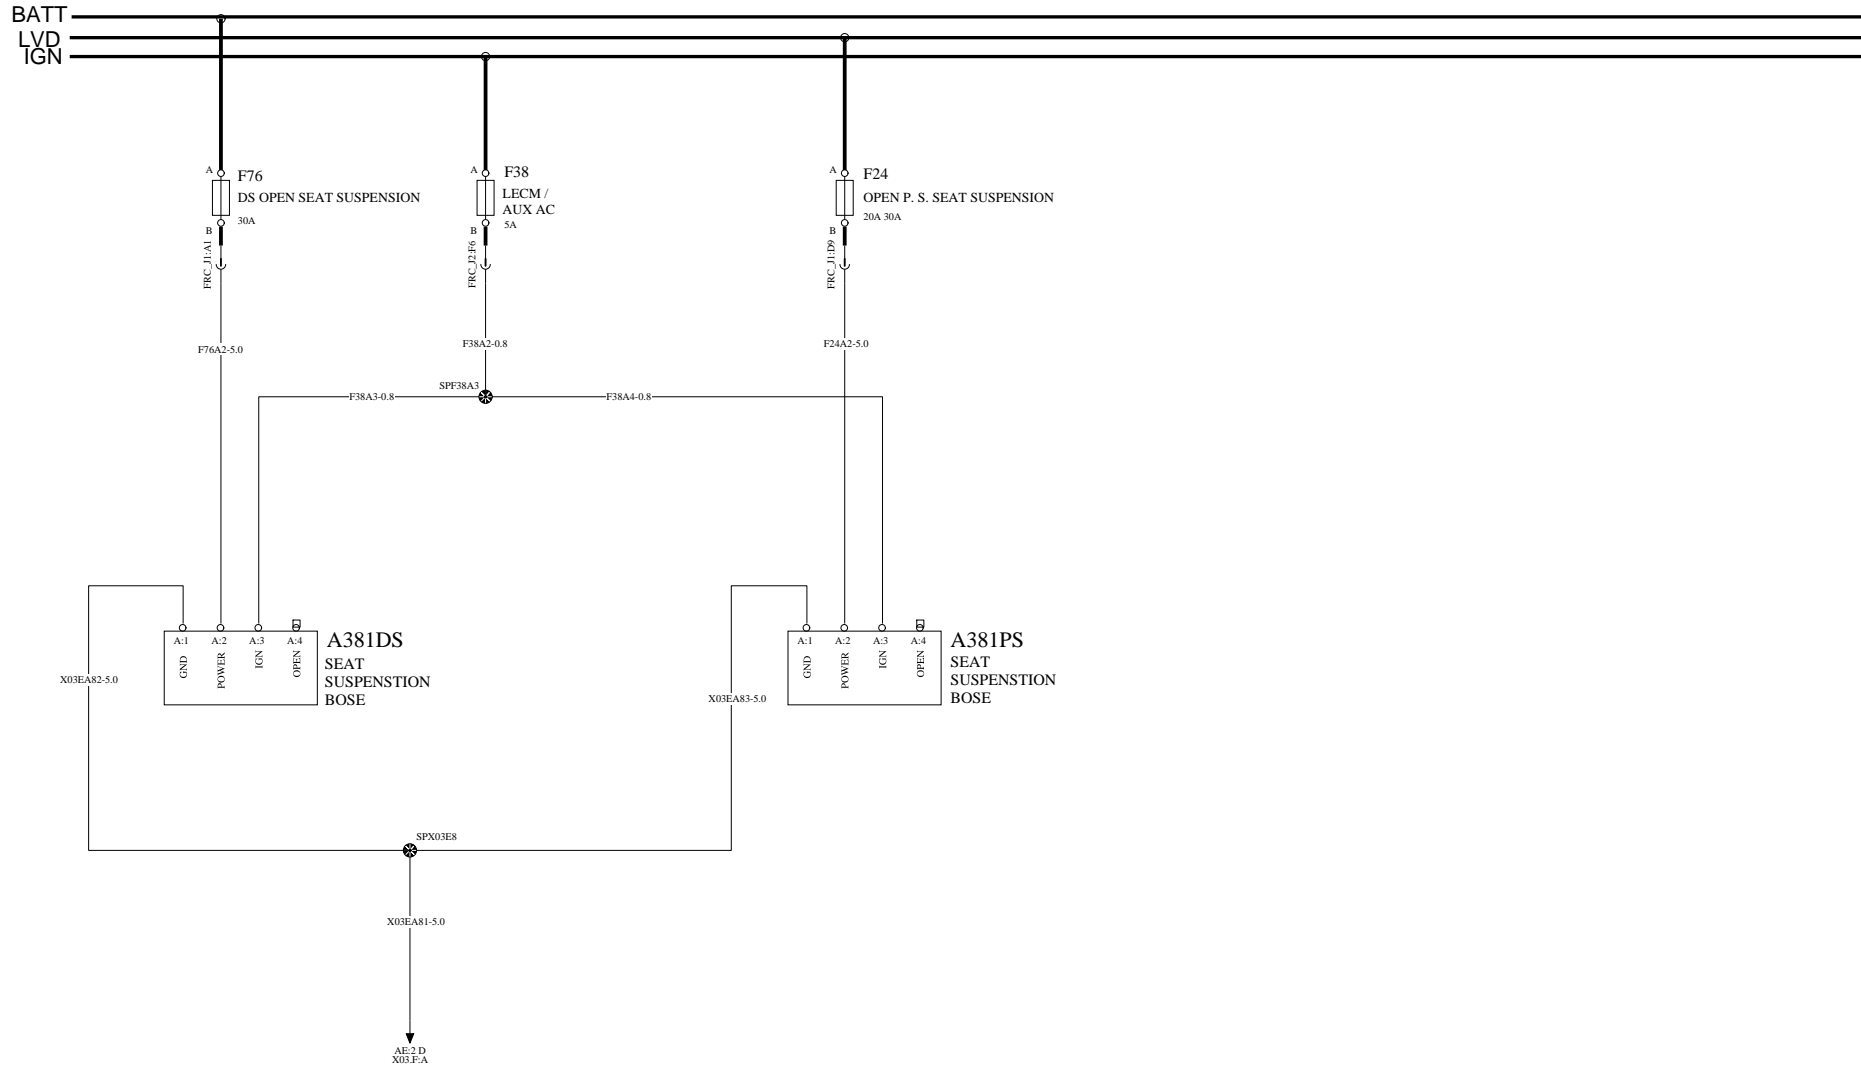 BATT
LVD
IGN
A
F76
DS OPEN SEAT SUSPENSION
30A
B
FRC_J1:A1
A
F38
LECM /
AUX AC
5A
B
FRC_J2:F6
A
F24
OPEN P. S. SEAT SUSPENSION
20A 30A
B
FRC_J1:D9
F76A2-5.0
F38A2-0.8
F24A2-5.0
SPF38A3
F38A3-0.8
F38A4-0.8
A:1
A:2
A:3
A:4
GND
POWER
IGN
OPEN
A381DS
SEAT
SUSPENSTION
BOSE
A:1
A:2
A:3
A:4
GND
POWER
IGN
OPEN
A381PS
SEAT
SUSPENSTION
BOSE
X03EA82-5.0
X03EA83-5.0
SPX03E8
X03EA81-5.0
AE:2 D
X03.F:A